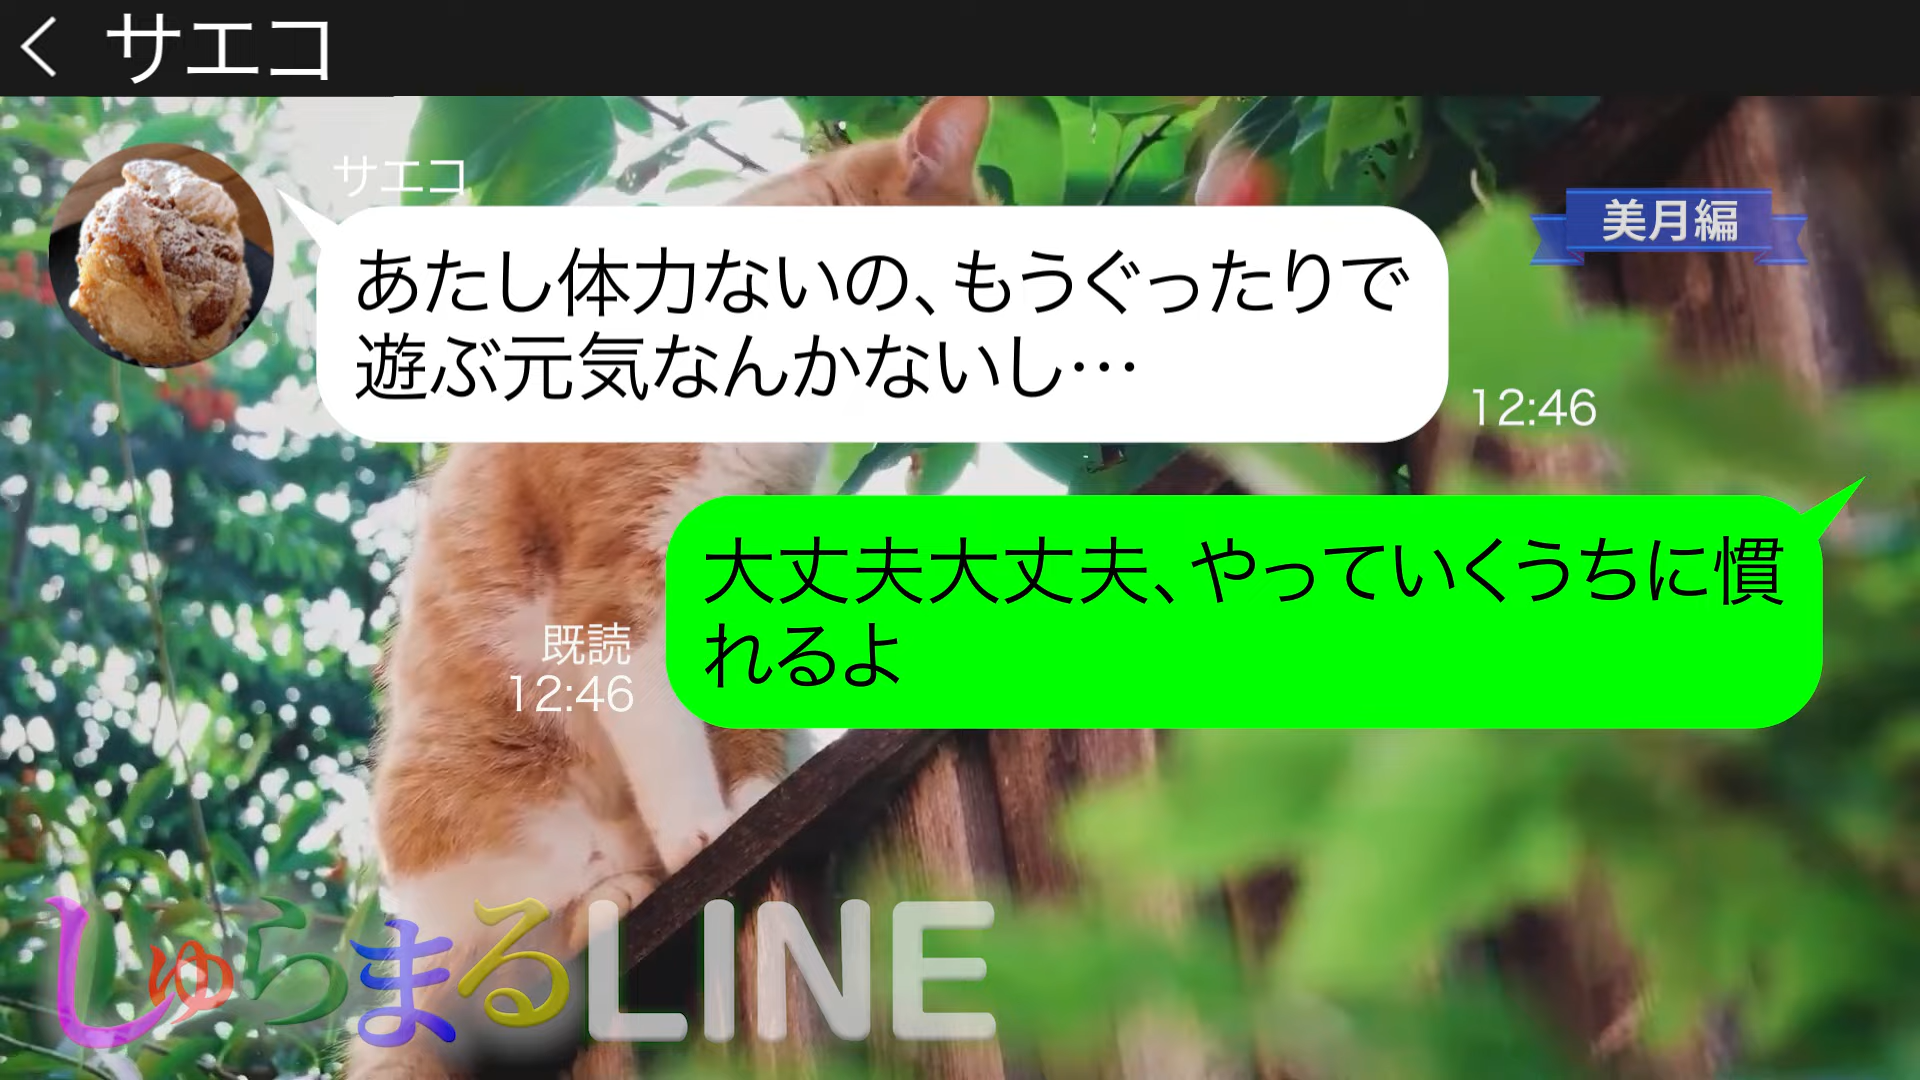 サエコ
サエコ
美月編
あたし体力ないの、もうぐったりで
遊ぶ元気なんかないし…
12:46
大丈夫大丈夫、やっていくうちに慣
れるよ
既読
12:46
しゅらまるLINE